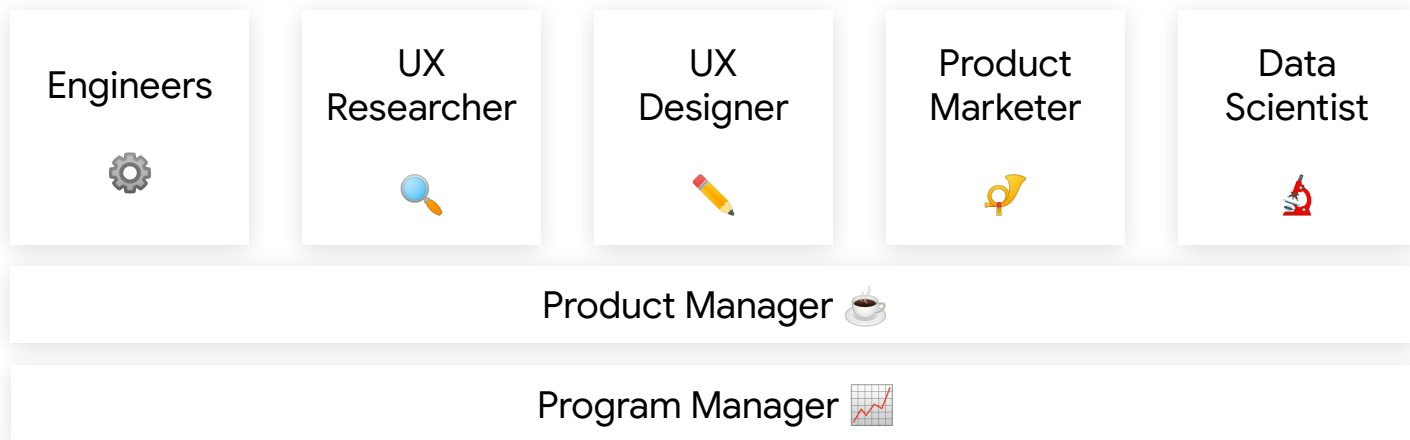 Engineers
UX
Researcher
UX
Designer
Product
Marketer
Data
Scientist
Product Manager
Program Manager